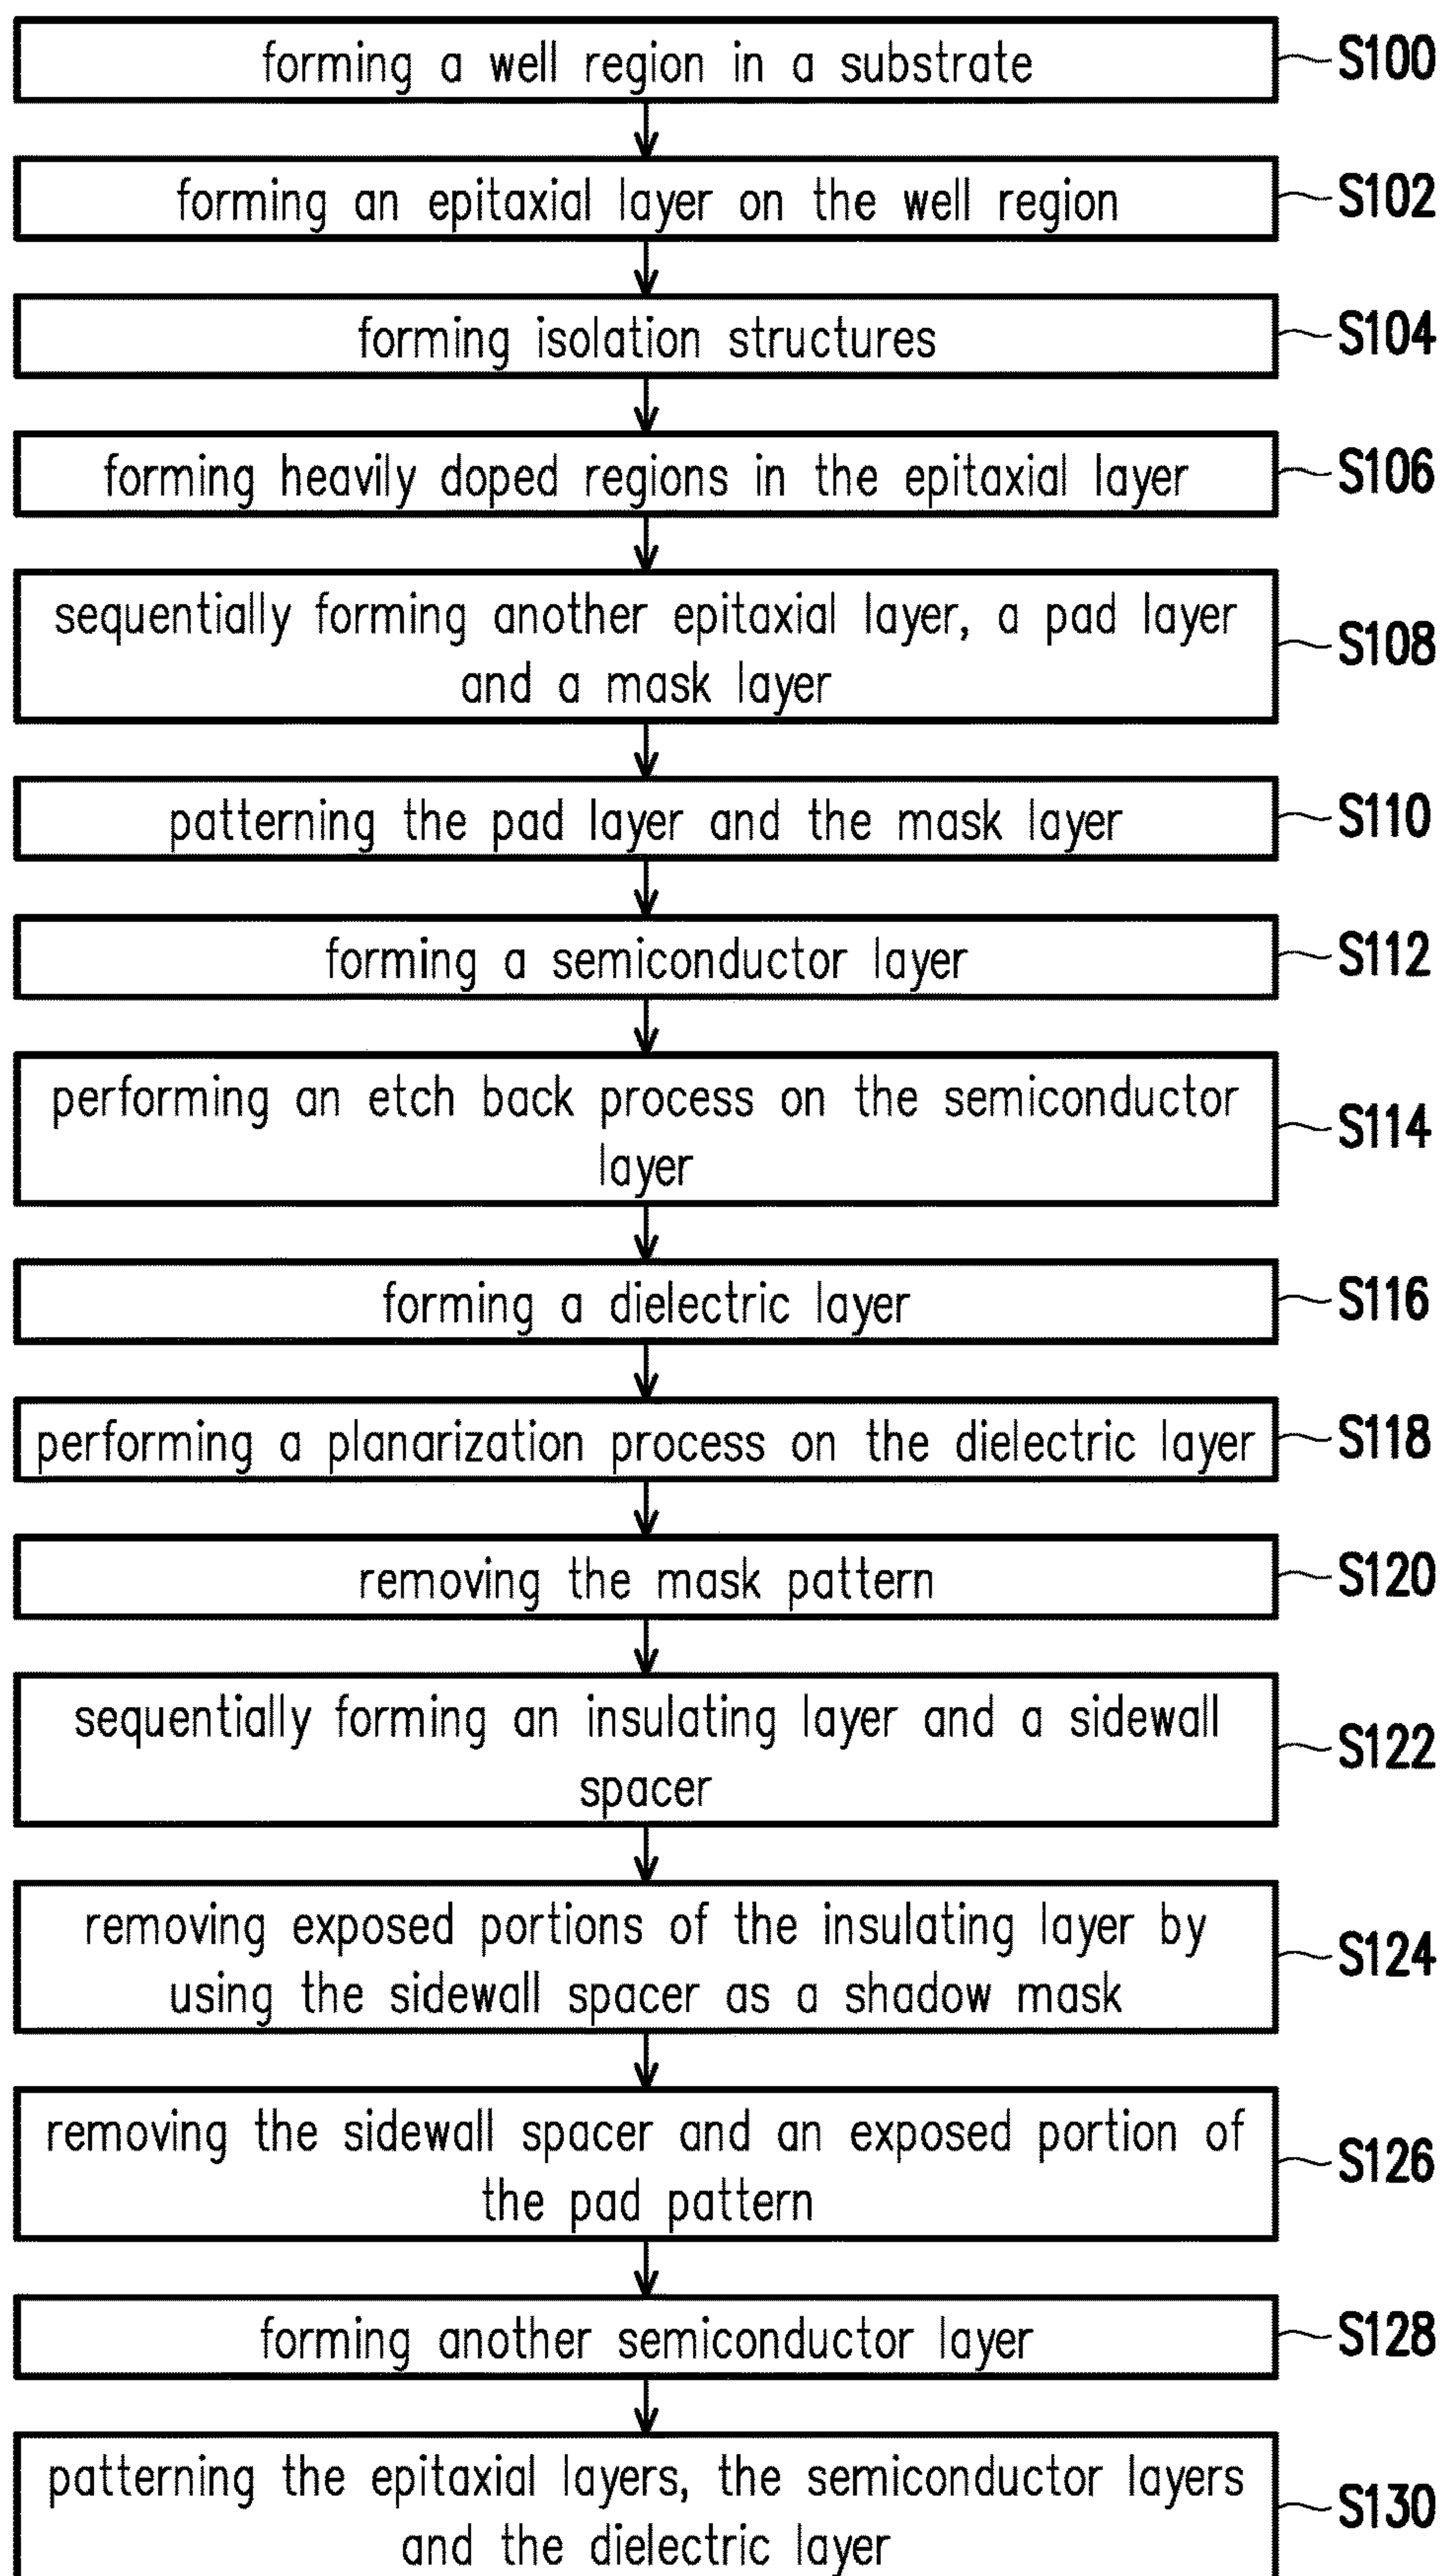 forming a well region in a substrate
S100
forming an epitaxial layer on the well region
S102
forming isolation structures
S104
forming heavily doped regions in the epitaxial layer
S106
sequentially forming another epitaxial layer, a pad layer
and a mask layer
S108
patterning the pad layer and the mask layer
S110
forming a semiconductor layer
S112
performing an etch back process on the semiconductor
layer
S114
forming a dielectric layer
S116
performing a planarization process on the dielectric layer
S118
removing the mask pattern
S120
sequentially forming an insulating layer and a sidewall
spacer
S122
removing exposed portions of the insulating layer by
using the sidewall spacer as a shadow mask
S124
removing the sidewall spacer and an exposed portion of
the pad pattern
S126
forming another semiconductor layer
S128
patterning the epitaxial layers, the semiconductor layers
and the dielectric layer
S130